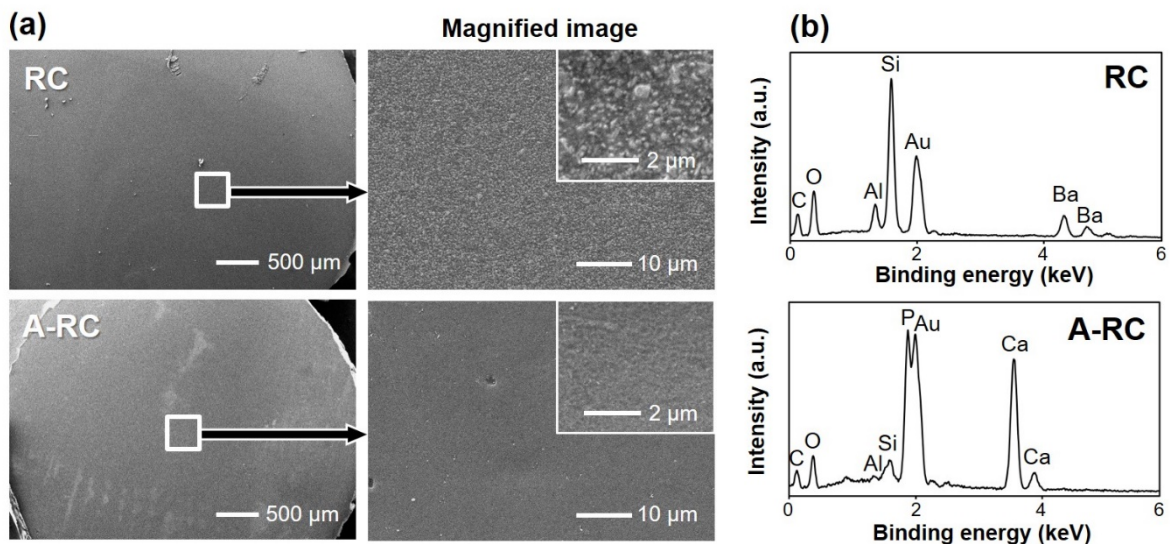 (a)
Magnified image
RC
500 µm
2 µm
10 µm
A-RC
500 µm
2 µm
10 µm
(b)
RC
Intensity (a.u.)
C
O
Al
Si
Au
Ba
Ba
0
2
4
6
Binding energy (keV)
A-RC
Intensity (a.u.)
C
O
Al
Si
P
Au
Ca
Ca
0
2
4
6
Binding energy (keV)